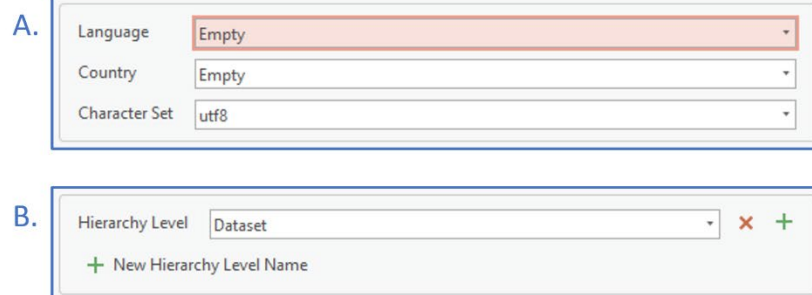 A.
Language Empty
Country Empty
Character Set utf8
B.
Hierarchy Level Dataset
New Hierarchy Level Name